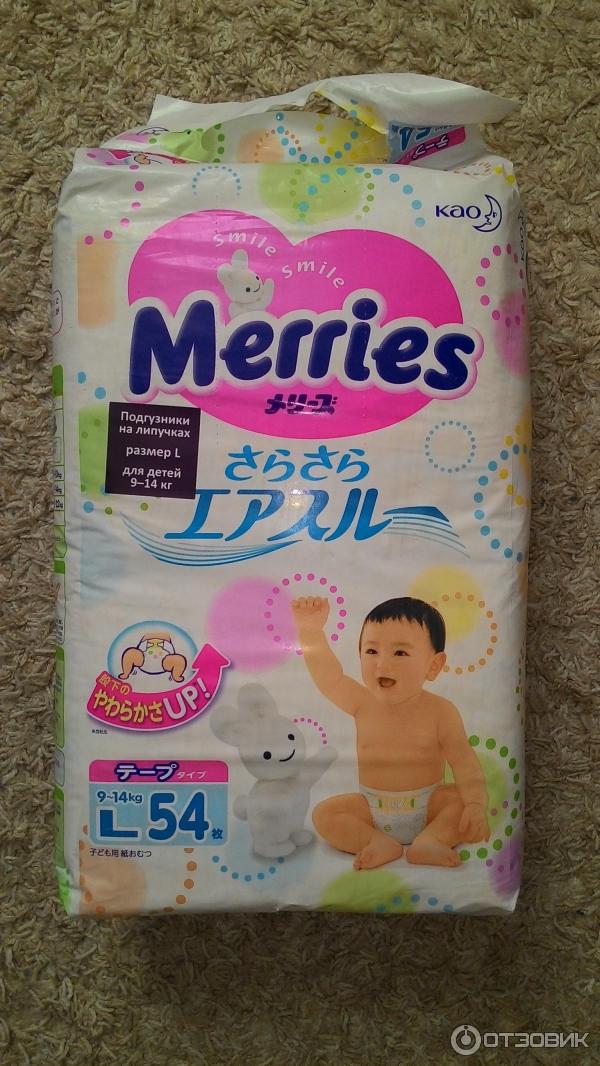 Kao
Smile Smile
Merries
メリーズ
Подгузники
на липучках
размер L
для детей
9–14 кг
さらさら
エアスルー
股下の
やわらかさUP!
テープタイプ
9~14kg
L 54枚
子ども用 紙おむつ
ОТЗОВИК